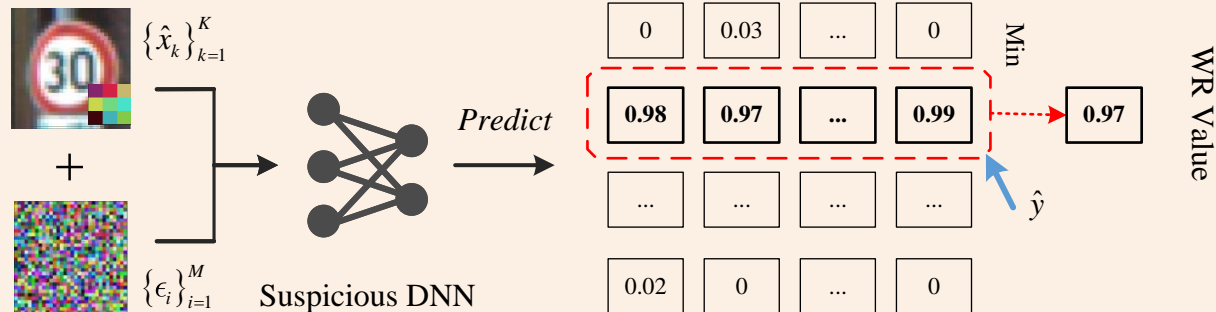 30
{x̂_k}_{k=1}^{K}
+
{ϵ_i}_{i=1}^{M}
Suspicious DNN
Predict
0 0.03 ... 0
0.98 0.97 ... 0.99
... ... ... ...
0.02 0 ... 0
Min
ŷ
0.97
WR Value